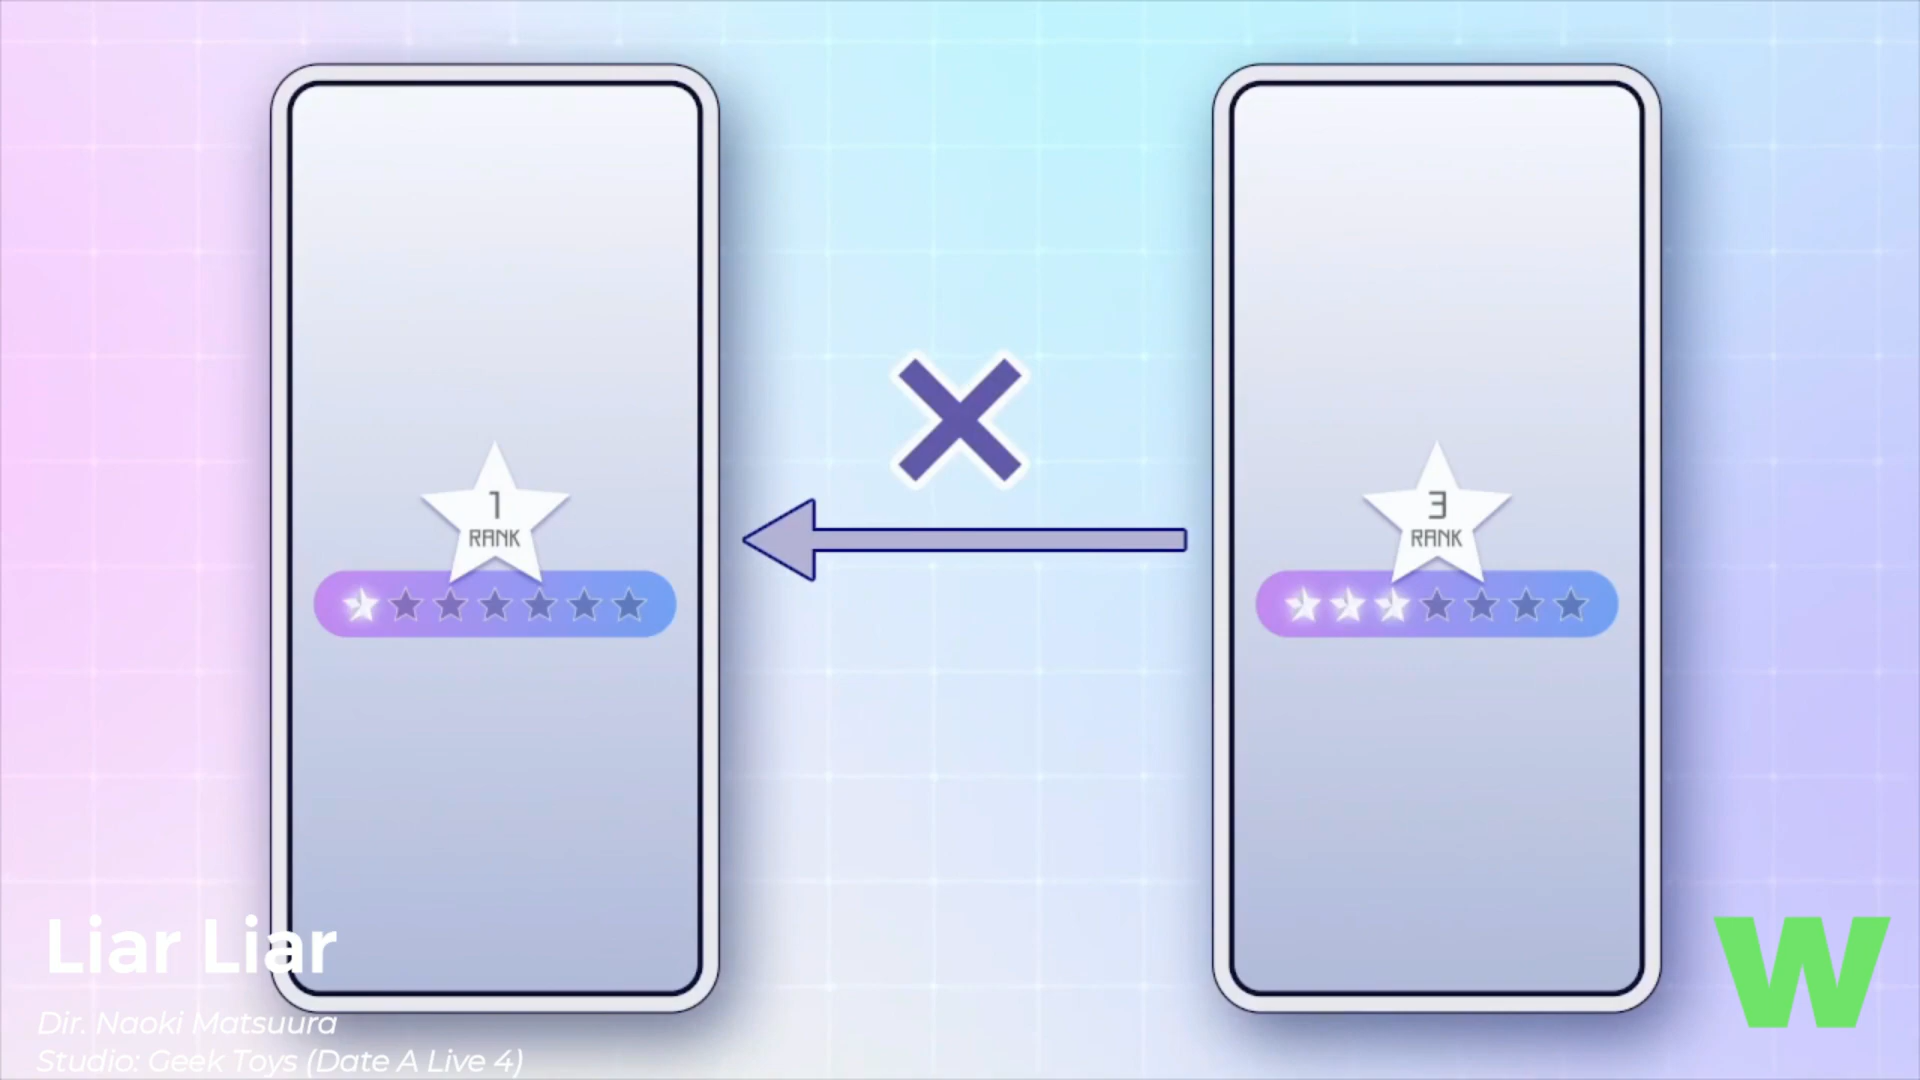 1
RANK
3
RANK
Liar Liar
Dir. Naoki Matsuura
Studio: Geek Toys (Date A Live 4)
W